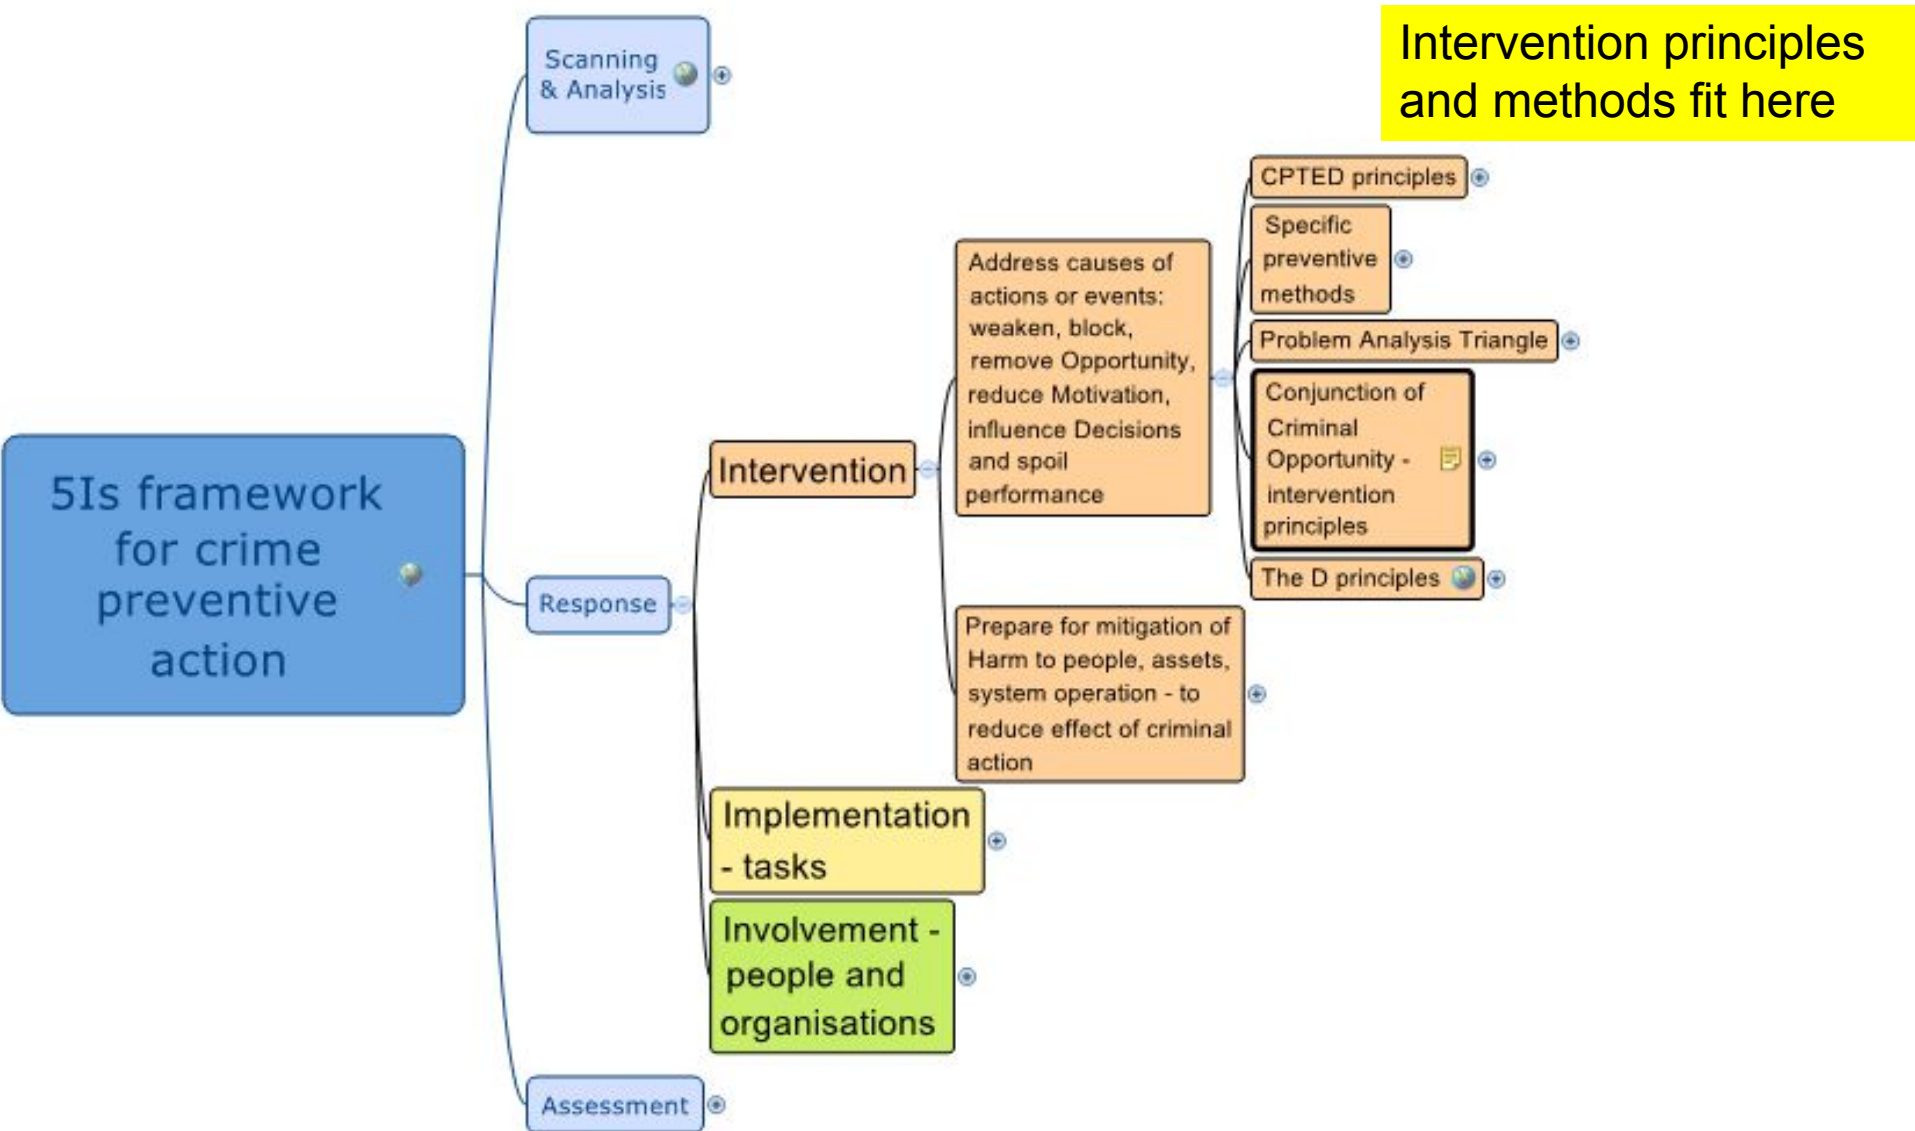 Intervention principles
and methods fit here
5Is framework
for crime
preventive
action
Scanning
& Analysis
Response
Intervention
Address causes of
actions or events:
weaken, block,
remove Opportunity,
reduce Motivation,
influence Decisions
and spoil
performance
CPTED principles
Specific
preventive
methods
Problem Analysis Triangle
Conjunction of
Criminal
Opportunity -
intervention
principles
The D principles
Prepare for mitigation of
Harm to people, assets,
system operation - to
reduce effect of criminal
action
Implementation
- tasks
Involvement -
people and
organisations
Assessment